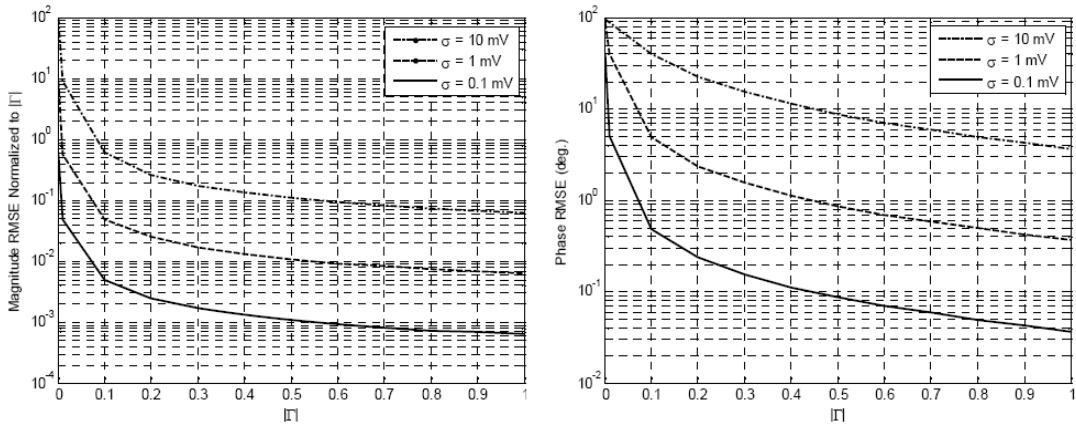 10^2
10^1
10^0
10^-1
10^-2
10^-3
10^-4
Magnitude RMSE Normalized to |Γ|
σ = 10 mV
σ = 1 mV
σ = 0.1 mV
0 0.1 0.2 0.3 0.4 0.5 0.6 0.7 0.8 0.9 1
|Γ|
10^2
10^1
10^0
10^-1
10^-2
Phase RMSE (deg.)
σ = 10 mV
σ = 1 mV
σ = 0.1 mV
0 0.1 0.2 0.3 0.4 0.5 0.6 0.7 0.8 0.9 1
|Γ|